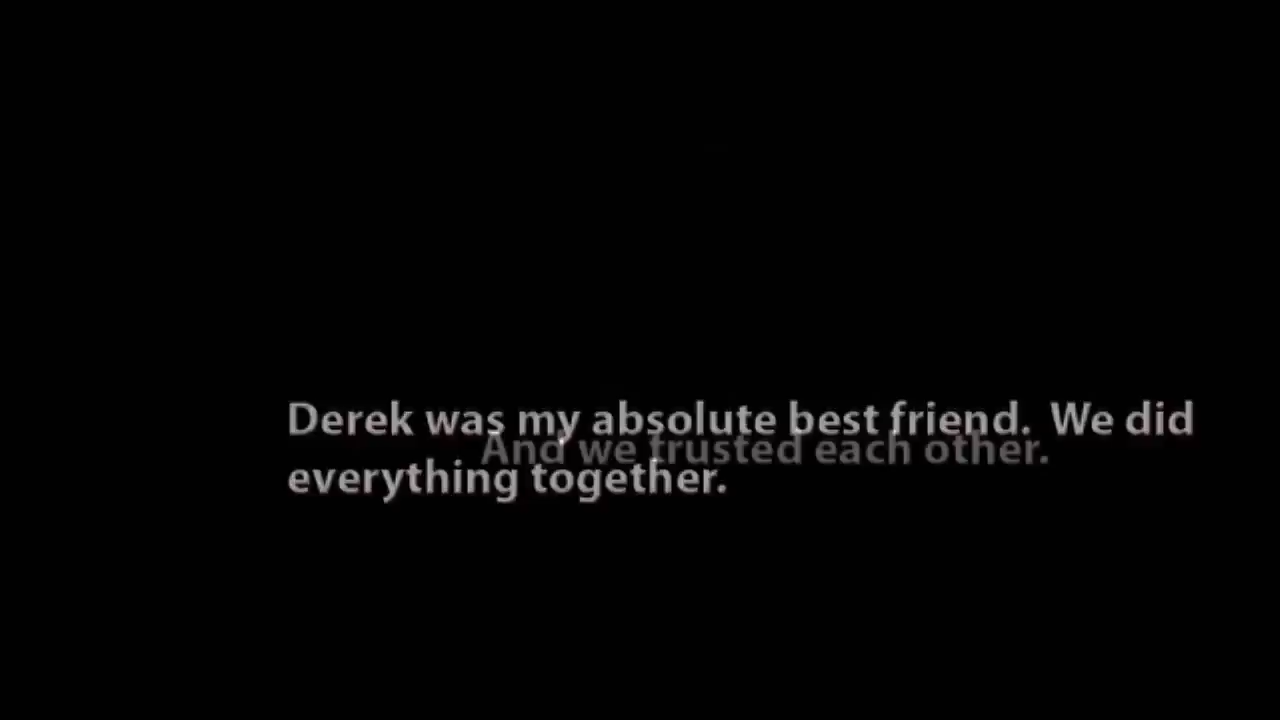 Derek was my absolute best friend.  We did
And we trusted each other.
everything together.